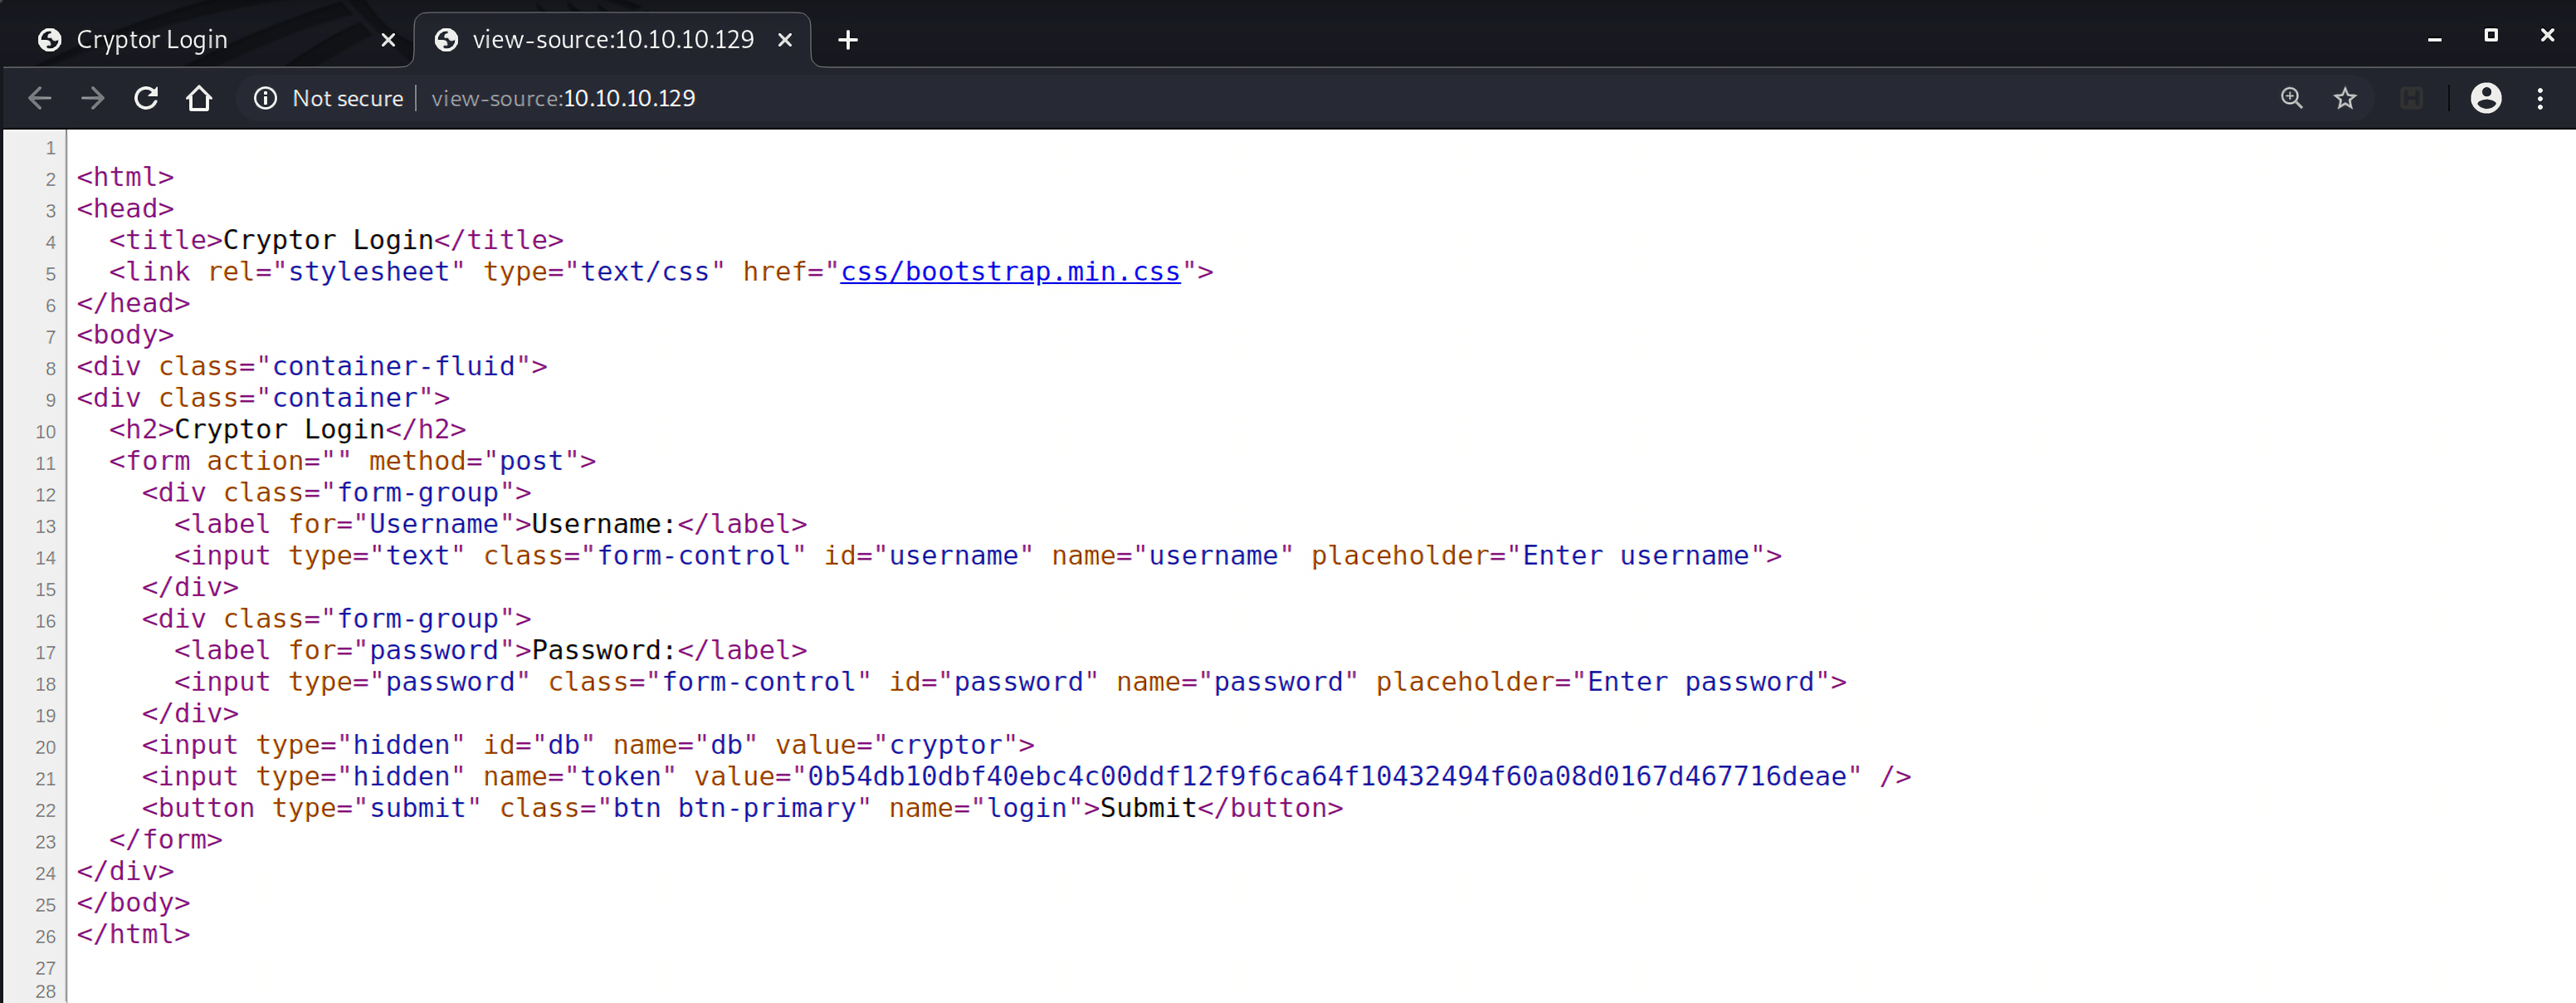 Cryptor Login
view-source:10.10.10.129
Not secure view-source:10.10.10.129
1
2 <html>
3 <head>
4   <title>Cryptor Login</title>
5   <link rel="stylesheet" type="text/css" href="css/bootstrap.min.css">
6 </head>
7 <body>
8 <div class="container-fluid">
9 <div class="container">
10   <h2>Cryptor Login</h2>
11   <form action="" method="post">
12     <div class="form-group">
13       <label for="Username">Username:</label>
14       <input type="text" class="form-control" id="username" name="username" placeholder="Enter username">
15     </div>
16     <div class="form-group">
17       <label for="password">Password:</label>
18       <input type="password" class="form-control" id="password" name="password" placeholder="Enter password">
19     </div>
20     <input type="hidden" id="db" name="db" value="cryptor">
21     <input type="hidden" name="token" value="0b54db10dbf40ebc4c00ddf12f9f6ca64f10432494f60a08d0167d467716deae" />
22     <button type="submit" class="btn btn-primary" name="login">Submit</button>
23   </form>
24 </div>
25 </body>
26 </html>
27
28